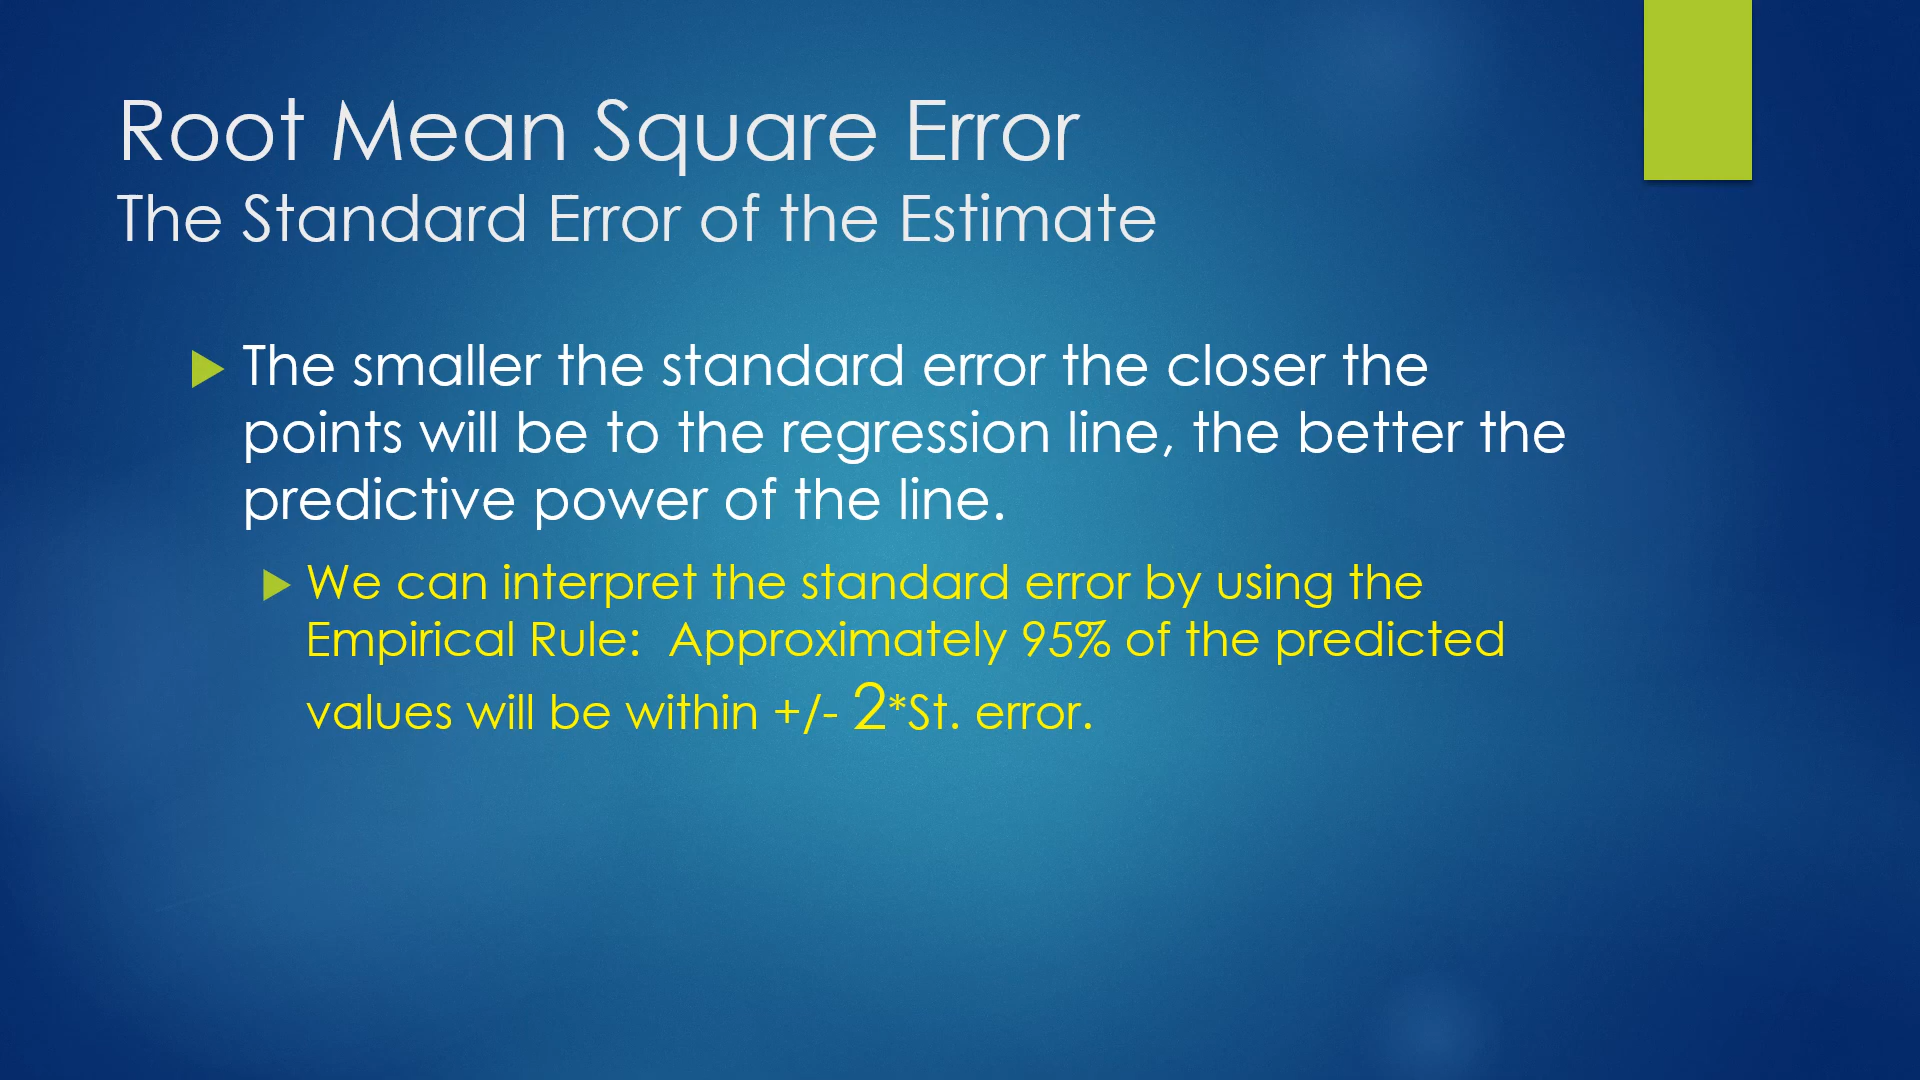 Root Mean Square Error
The Standard Error of the Estimate
The smaller the standard error the closer the
points will be to the regression line, the better the
predictive power of the line.
We can interpret the standard error by using the
Empirical Rule:  Approximately 95% of the predicted
values will be within +/- 2*St. error.